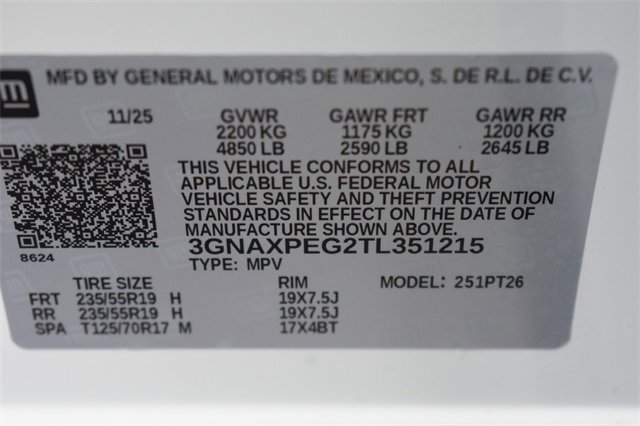 gm MFD BY GENERAL MOTORS DE MEXICO, S. DE R.L. DE C.V.
11/25 GVWR GAWR FRT GAWR RR
2200 KG 1175 KG 1200 KG
4850 LB 2590 LB 2645 LB
THIS VEHICLE CONFORMS TO ALL
APPLICABLE U.S. FEDERAL MOTOR
VEHICLE SAFETY AND THEFT PREVENTION
STANDARDS IN EFFECT ON THE DATE OF
MANUFACTURE SHOWN ABOVE.
8624 3GNAXPEG2TL351215
TYPE: MPV MODEL: 251PT26
TIRE SIZE RIM
FRT 235/55R19 H 19X7.5J
RR 235/55R19 H 19X7.5J
SPA T125/70R17 M 17X4BT